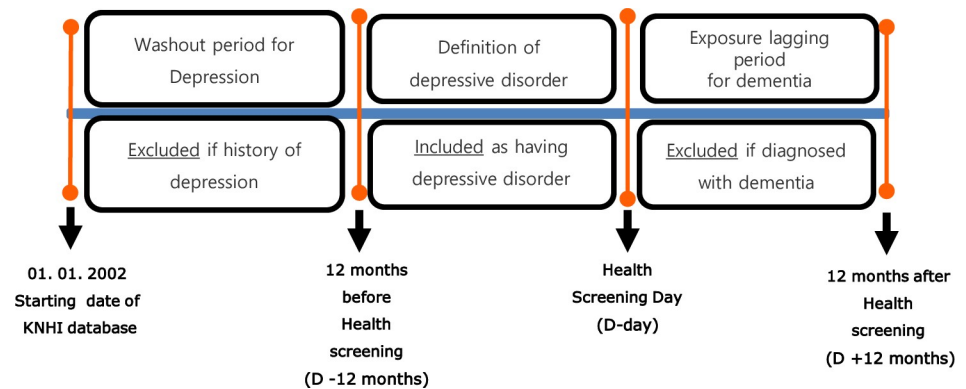 Washout period for
Depression
Definition of
depressive disorder
Exposure lagging
period
for dementia
Excluded if history of
depression
Included as having
depressive disorder
Excluded if diagnosed
with dementia
01. 01. 2002
Starting date of
KNHI database
12 months
before
Health
screening
(D -12 months)
Health
Screening Day
(D-day)
12 months after
Health
screening
(D +12 months)